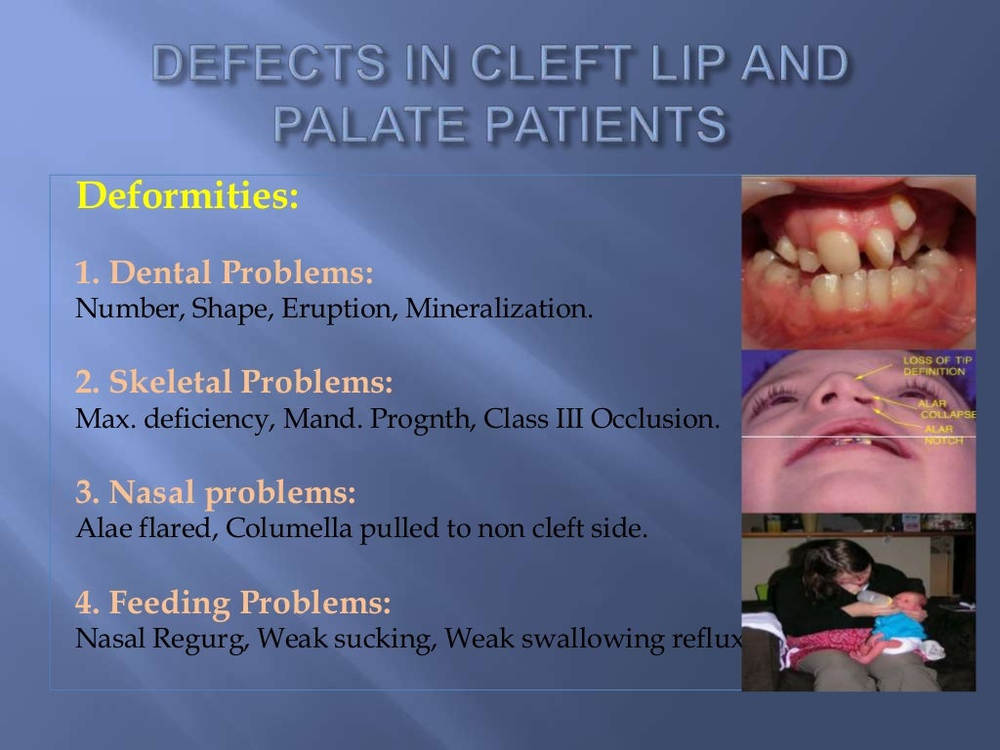 DEFECTS IN CLEFT LIP AND
PALATE PATIENTS
Deformities:
1. Dental Problems:
Number, Shape, Eruption, Mineralization.
2. Skeletal Problems:
Max. deficiency, Mand. Prognth, Class III Occlusion.
3. Nasal problems:
Alae flared, Columella pulled to non cleft side.
4. Feeding Problems:
Nasal Regurg, Weak sucking, Weak swallowing reflux
LOSS OF TIP
DEFINITION
ALAR
COLLAPSE
ALAR
NOTCH